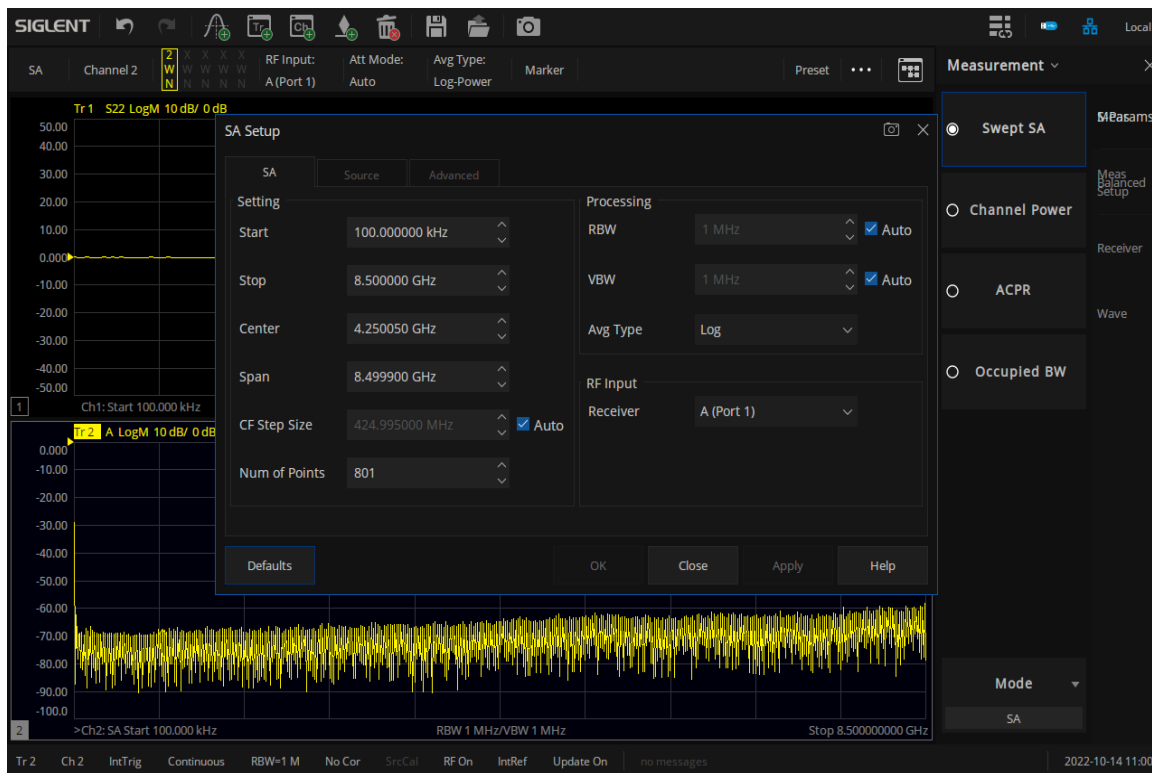 SIGLENT
Tr
Ch
Local
SA
Channel 2
2 X X X X
W W W W W
N N N N N
RF Input:
A (Port 1)
Att Mode:
Auto
Avg Type:
Log-Power
Marker
Preset
Measurement
Tr 1 S22 LogM 10 dB/ 0 dB
50.00
40.00
30.00
20.00
10.00
0.000
-10.00
-20.00
-30.00
-40.00
-50.00
1
Ch1: Start 100.000 kHz
SA Setup
SA
Source
Advanced
Setting
Start
100.000000 kHz
Stop
8.500000 GHz
Center
4.250050 GHz
Span
8.499900 GHz
CF Step Size
424.995000 MHz
Auto
Num of Points
801
Processing
RBW
1 MHz
Auto
VBW
1 MHz
Auto
Avg Type
Log
RF Input
Receiver
A (Port 1)
Defaults
OK
Close
Apply
Help
Swept SA
Channel Power
ACPR
Occupied BW
Meas
Balanced
Setup
Receiver
Wave
Mode
SA
Tr 2 A LogM 10 dB/ 0 dB
0.000
-10.00
-20.00
-30.00
-40.00
-50.00
-60.00
-70.00
-80.00
-90.00
-100.0
2
>Ch2: SA Start 100.000 kHz
RBW 1 MHz/VBW 1 MHz
Stop 8.500000000 GHz
Tr 2
Ch 2
IntTrig
Continuous
RBW=1 M
No Cor
SrcCal
RF On
IntRef
Update On
no messages
2022-10-14 11:00